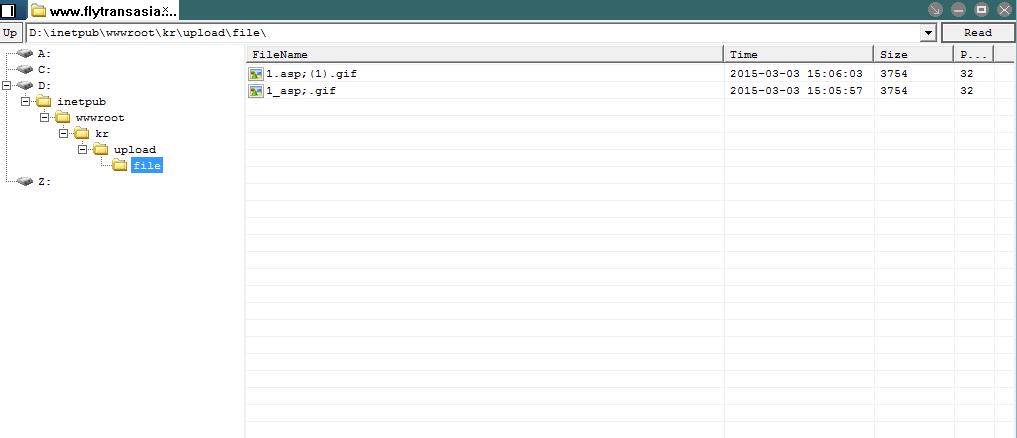 www.flytransasia...
Up D:\inetpub\wwwroot\kr\upload\file\ Read
A:
C:
D:
inetpub
wwwroot
kr
upload
file
Z:
FileName Time Size P...
1.asp;(1).gif 2015-03-03 15:06:03 3754 32
1_asp;.gif 2015-03-03 15:05:57 3754 32